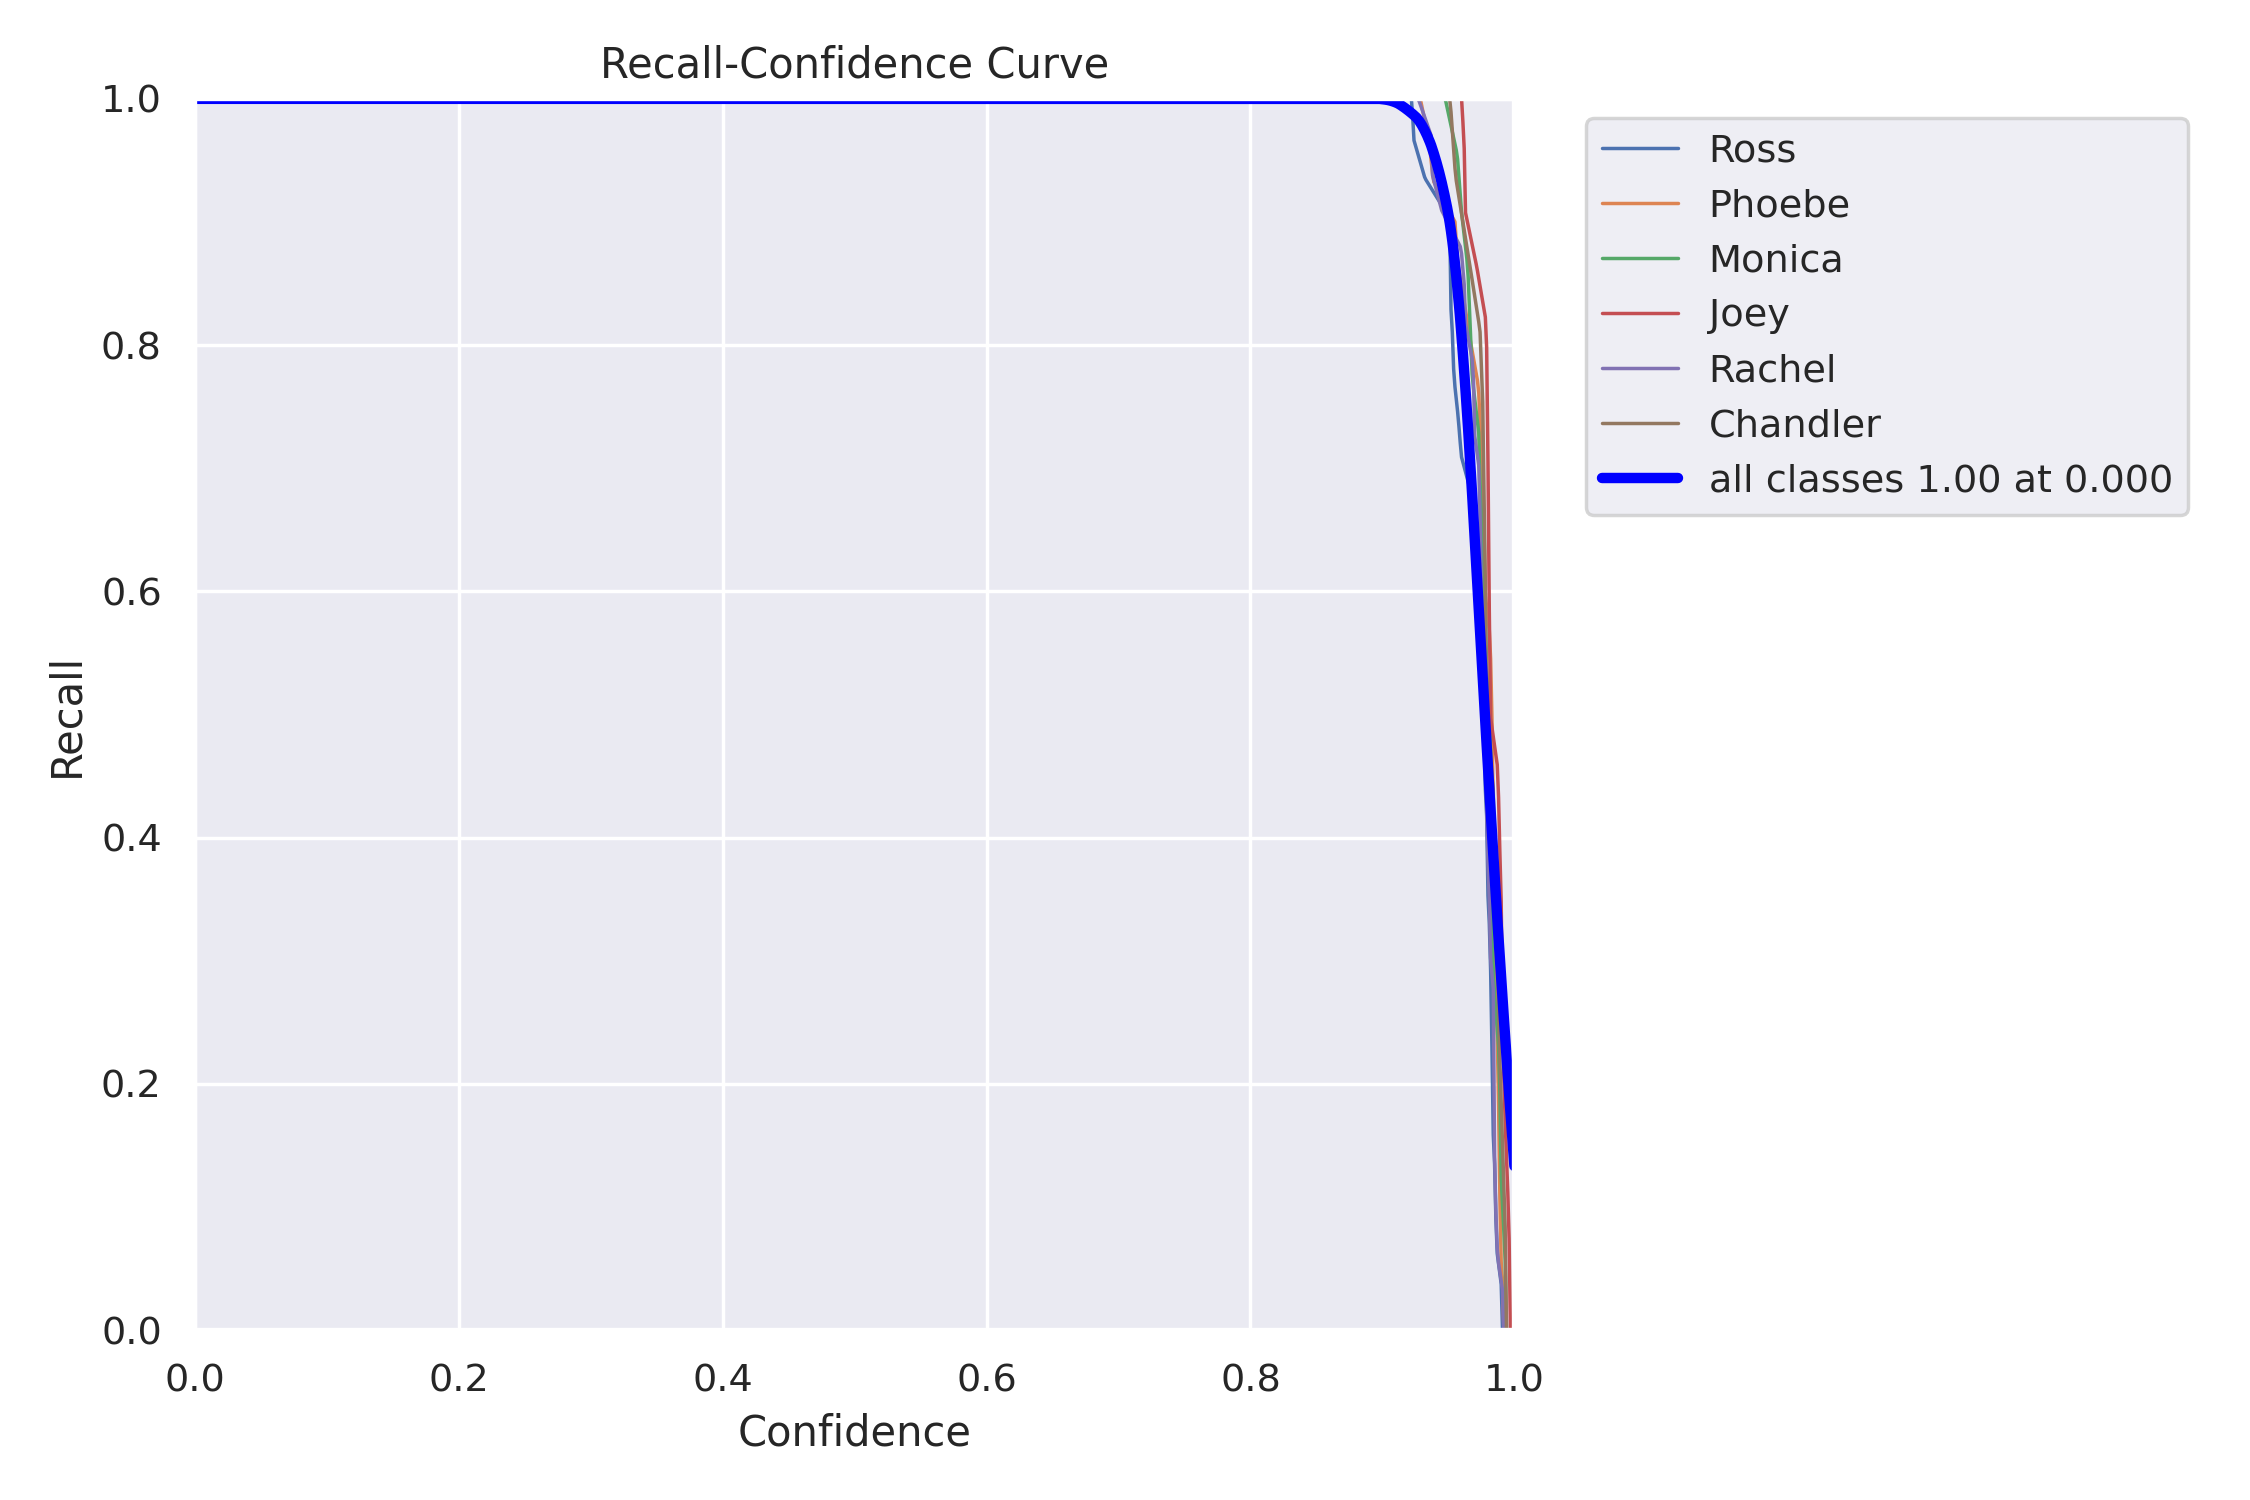 Recall-Confidence Curve
1.0
0.8
0.6
0.4
0.2
0.0
Recall
0.0 0.2 0.4 0.6 0.8 1.0
Confidence
Ross
Phoebe
Monica
Joey
Rachel
Chandler
all classes 1.00 at 0.000